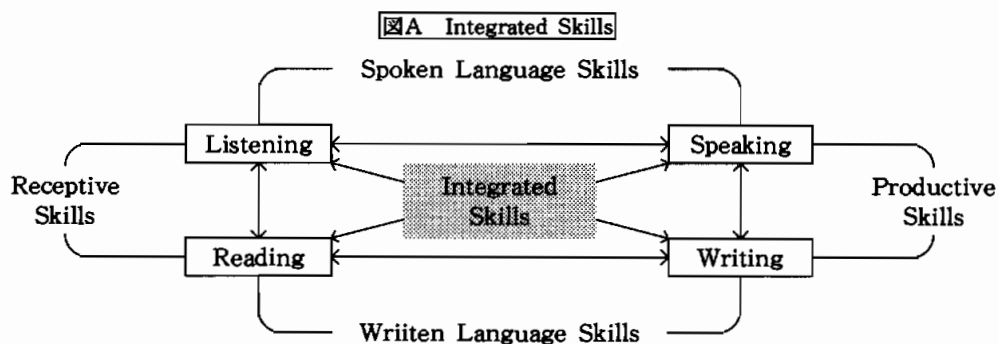 図A Integrated Skills
Spoken Language Skills
Listening
Speaking
Receptive
Skills
Integrated
Skills
Productive
Skills
Reading
Writing
Wriiten Language Skills